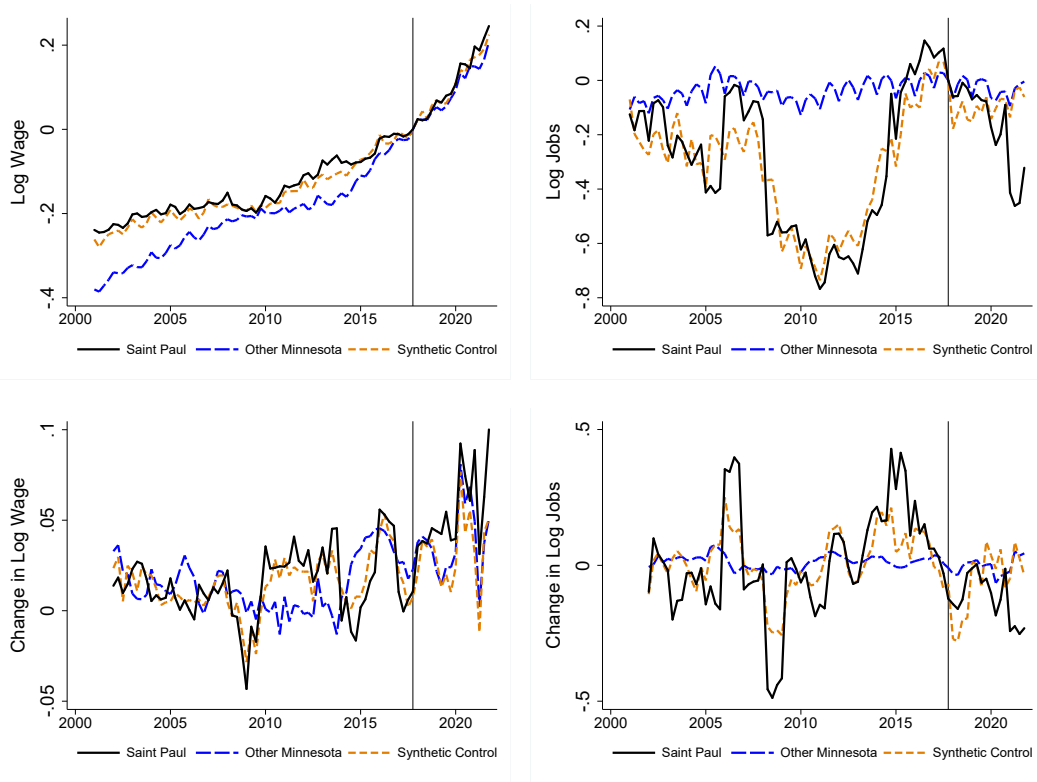 Log Wage
.2
0
-.2
-.4
2000 2005 2010 2015 2020
Saint Paul Other Minnesota Synthetic Control
Log Jobs
.2
0
-.2
-.4
-.6
-.8
2000 2005 2010 2015 2020
Saint Paul Other Minnesota Synthetic Control
Change in Log Wage
.1
.05
0
-.05
2000 2005 2010 2015 2020
Saint Paul Other Minnesota Synthetic Control
Change in Log Jobs
.5
0
-.5
2000 2005 2010 2015 2020
Saint Paul Other Minnesota Synthetic Control